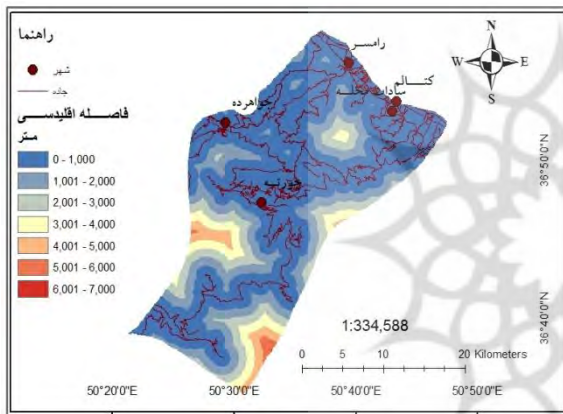 راهنما
شهر
جاده
فاصله اقلیدسی
متر
0 - 1,000
1,001 - 2,000
2,001 - 3,000
3,001 - 4,000
4,001 - 5,000
5,001 - 6,000
6,001 - 7,000
رامسر
کتالم
سادات محله
جواهرده
N
W E
S
36°50'0"N
36°40'0"N
1:334,588
0 5 10 20 Kilometers
50°20'0"E 50°30'0"E 50°40'0"E 50°50'0"E